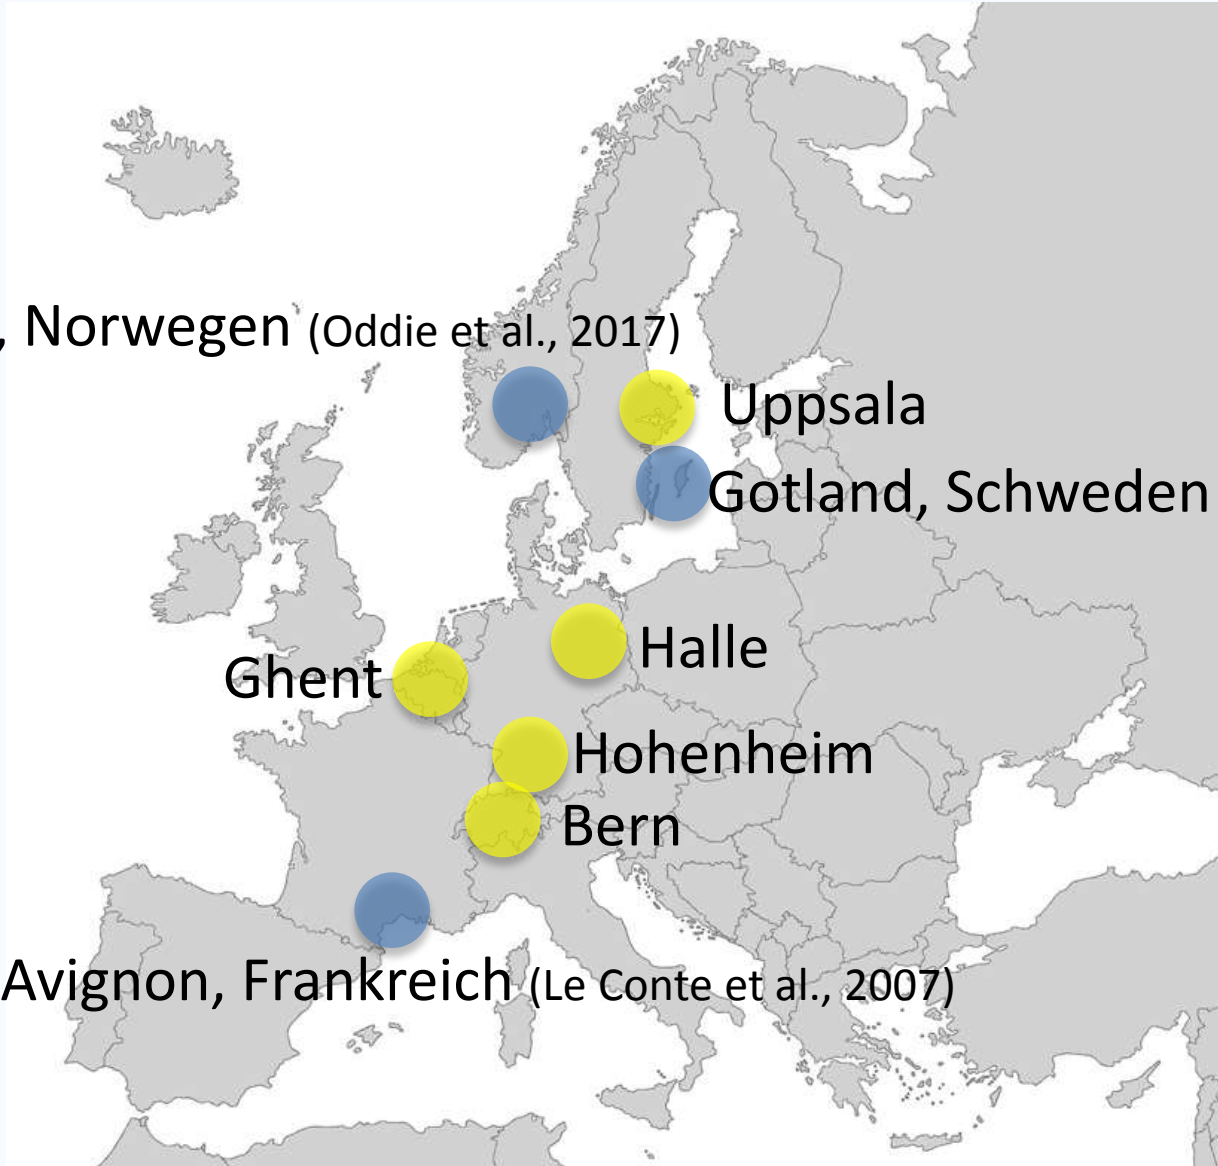 , Norwegen (Oddie et al., 2017)
Uppsala
Gotland, Schweden
Halle
Ghent
Hohenheim
Bern
Avignon, Frankreich (Le Conte et al., 2007)